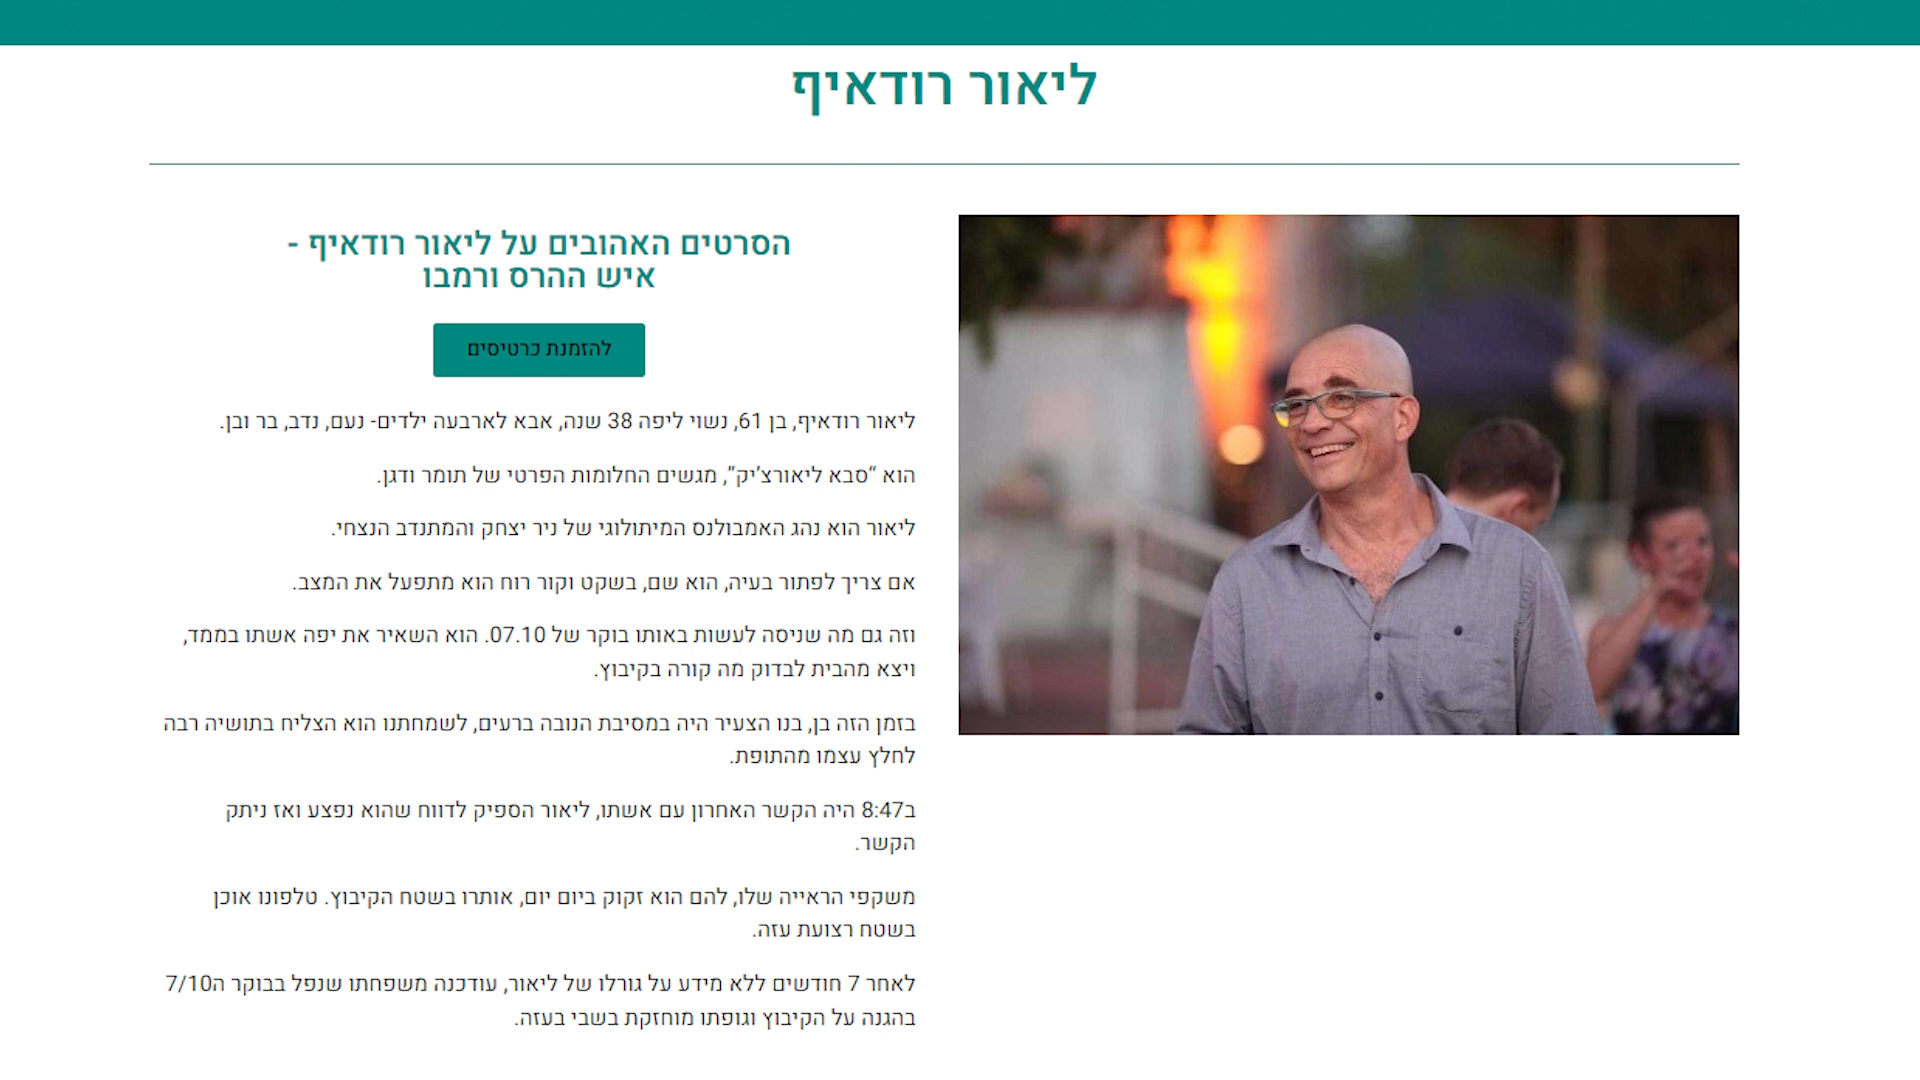 ליאור רודאיף
הסרטים האהובים על ליאור רודאיף -
איש ההרס ורמבו
להזמנת כרטיסים
ליאור רודאיף, בן 61, נשוי ליפה 38 שנה, אבא לארבעה ילדים- נעם, נדב, בר ובן.
הוא “סבא ליאורצ’יק”, מגשים החלומות הפרטי של תומר ודגן.
ליאור הוא נהג האמבולנס המיתולוגי של ניר יצחק והמתנדב הנצחי.
אם צריך לפתור בעיה, הוא שם, בשקט וקור רוח הוא מתפעל את המצב.
וזה גם מה שניסה לעשות באותו בוקר של 07.10. הוא השאיר את יפה אשתו בממד,
ויצא מהבית לבדוק מה קורה בקיבוץ.
בזמן הזה בן, בנו הצעיר היה במסיבת הנובה ברעים, לשמחתנו הוא הצליח בתושיה רבה
לחלץ עצמו מהתופת.
ב8:47 היה הקשר האחרון עם אשתו, ליאור הספיק לדווח שהוא נפצע ואז ניתק
הקשר.
משקפי הראייה שלו, להם הוא זקוק ביום יום, אותרו בשטח הקיבוץ. טלפונו אוכן
בשטח רצועת עזה.
לאחר 7 חודשים ללא מידע על גורלו של ליאור, עודכנה משפחתו שנפל בבוקר ה7/10
בהגנה על הקיבוץ וגופתו מוחזקת בשבי בעזה.